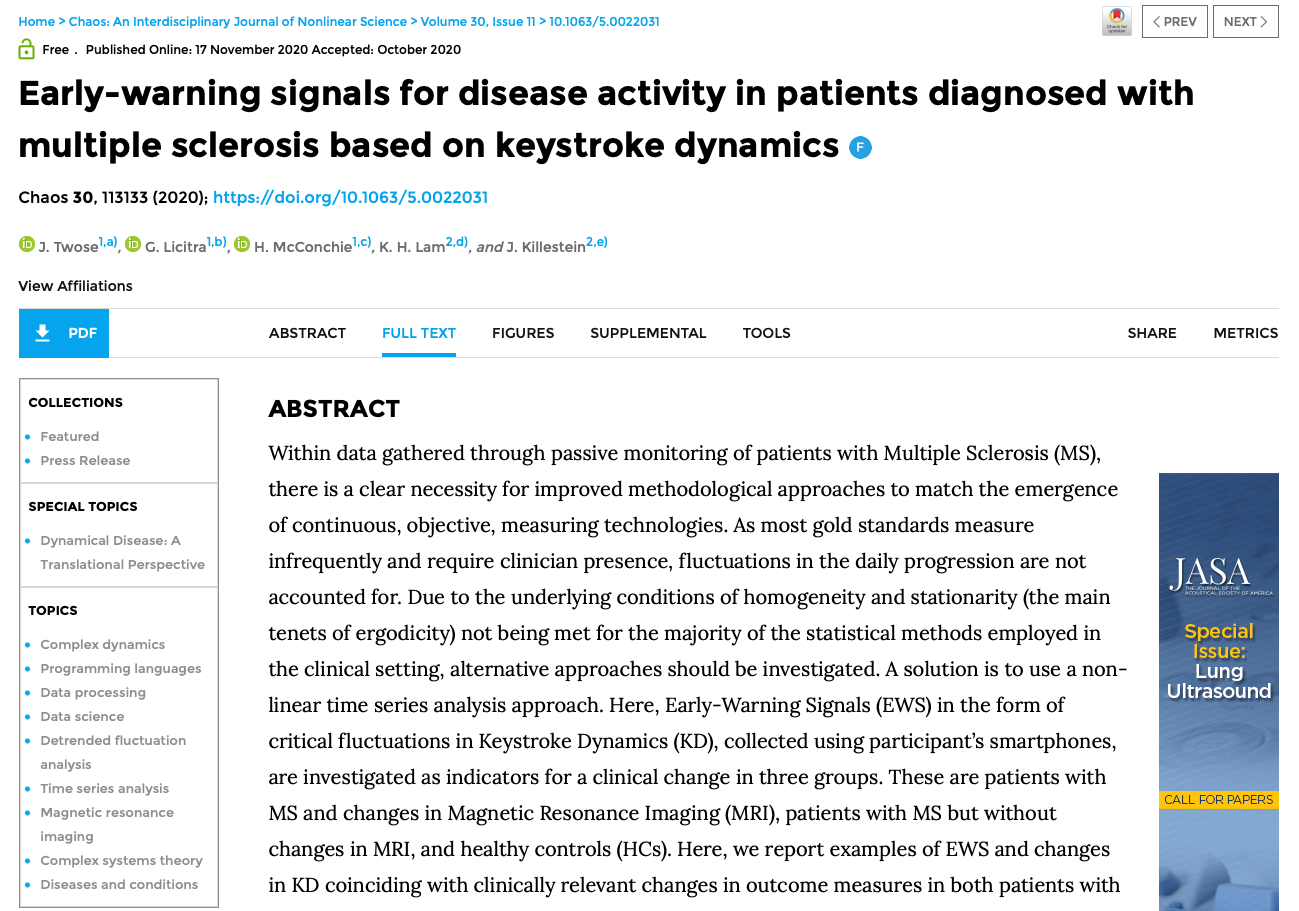 Home > Chaos: An Interdisciplinary Journal of Nonlinear Science > Volume 30, Issue 11 > 10.1063/5.0022031
Check for
updates
< PREV
NEXT >
Free . Published Online: 17 November 2020 Accepted: October 2020
Early-warning signals for disease activity in patients diagnosed with
multiple sclerosis based on keystroke dynamics F
Chaos 30, 113133 (2020); https://doi.org/10.1063/5.0022031
iD J. Twose1,a), iD G. Licitra1,b), iD H. McConchie1,c), K. H. Lam2,d), and J. Killestein2,e)
View Affiliations
PDF
ABSTRACT FULL TEXT FIGURES SUPPLEMENTAL TOOLS
SHARE METRICS
COLLECTIONS
Featured
Press Release
SPECIAL TOPICS
Dynamical Disease: A
Translational Perspective
TOPICS
Complex dynamics
Programming languages
Data processing
Data science
Detrended fluctuation
analysis
Time series analysis
Magnetic resonance
imaging
Complex systems theory
Diseases and conditions
ABSTRACT
Within data gathered through passive monitoring of patients with Multiple Sclerosis (MS),
there is a clear necessity for improved methodological approaches to match the emergence
of continuous, objective, measuring technologies. As most gold standards measure
infrequently and require clinician presence, fluctuations in the daily progression are not
accounted for. Due to the underlying conditions of homogeneity and stationarity (the main
tenets of ergodicity) not being met for the majority of the statistical methods employed in
the clinical setting, alternative approaches should be investigated. A solution is to use a non-
linear time series analysis approach. Here, Early-Warning Signals (EWS) in the form of
critical fluctuations in Keystroke Dynamics (KD), collected using participant’s smartphones,
are investigated as indicators for a clinical change in three groups. These are patients with
MS and changes in Magnetic Resonance Imaging (MRI), patients with MS but without
changes in MRI, and healthy controls (HCs). Here, we report examples of EWS and changes
in KD coinciding with clinically relevant changes in outcome measures in both patients with
JASA
THE JOURNAL OF THE
ACOUSTICAL SOCIETY OF AMERICA
Special
Issue:
Lung
Ultrasound
CALL FOR PAPERS